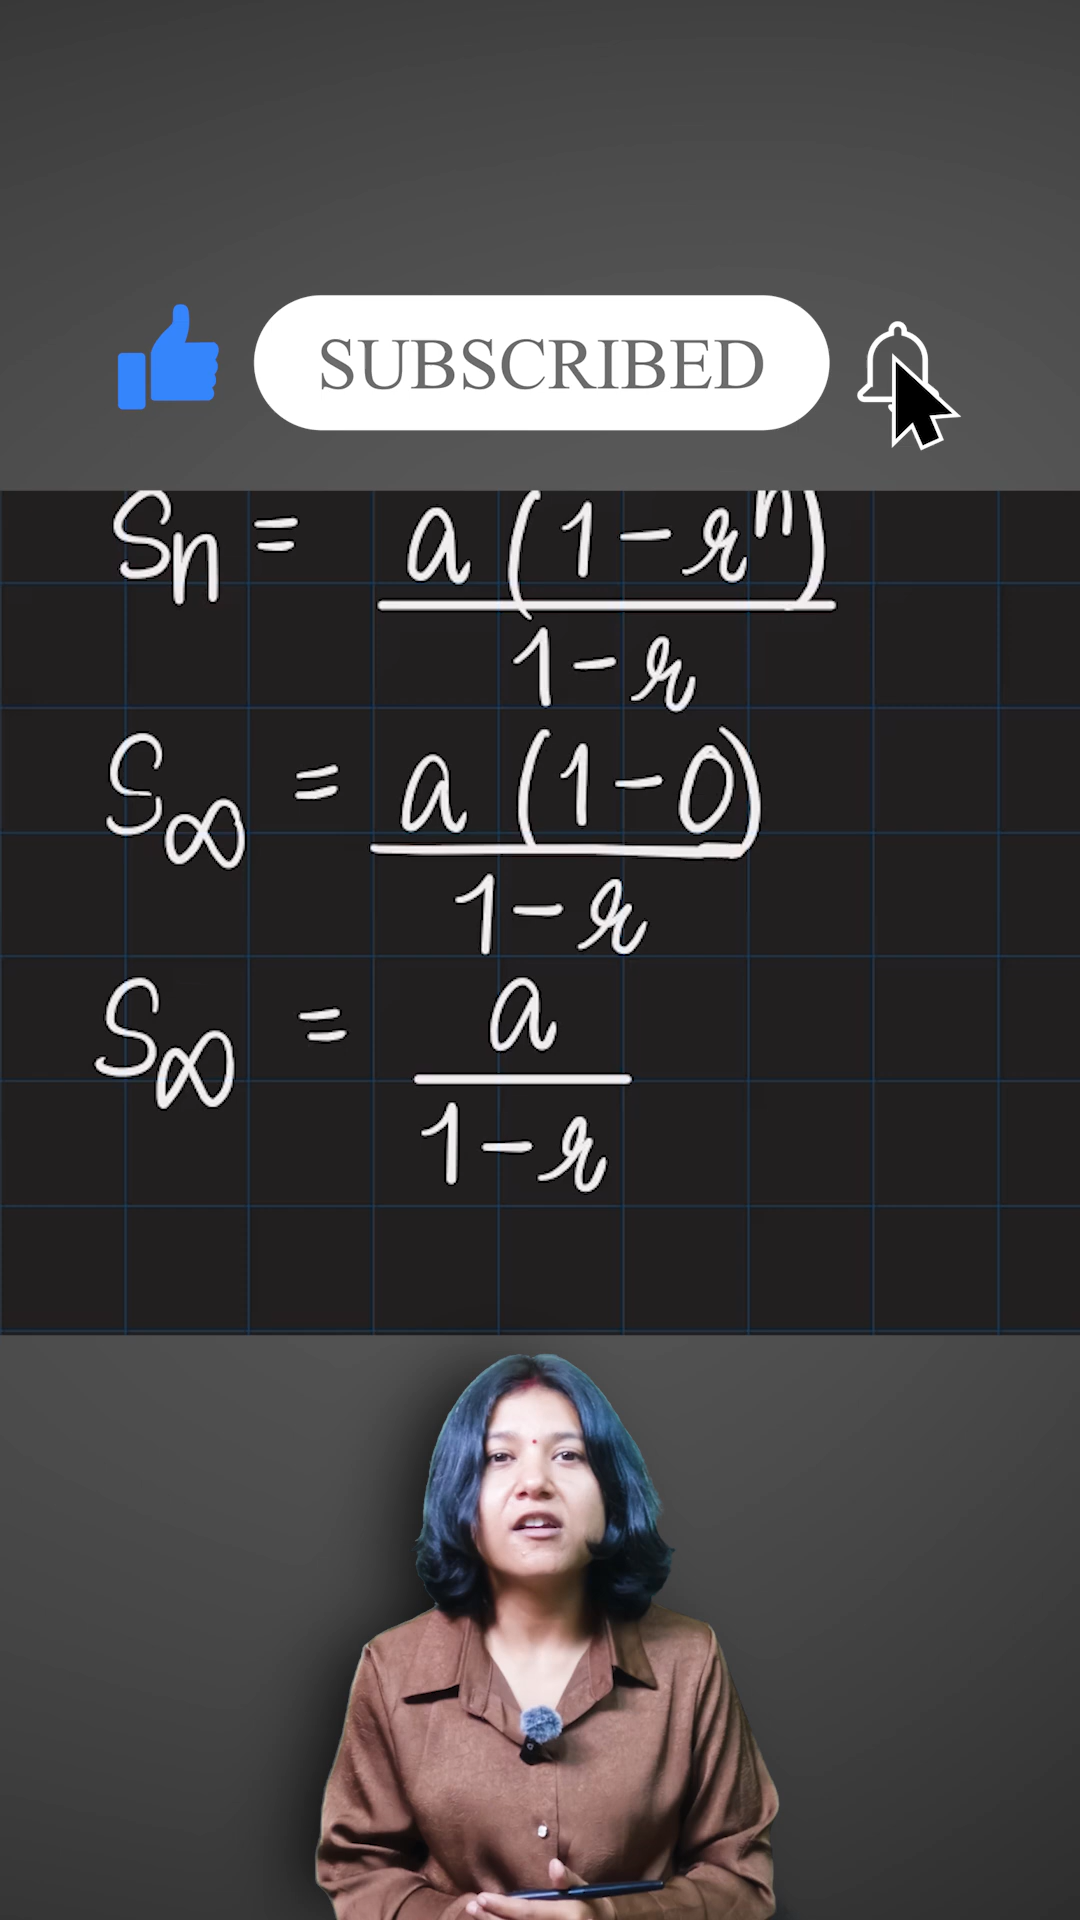 SUBSCRIBED
Sn = a (1 - rⁿ)
1 - r
S∞ = a (1 - 0)
1 - r
S∞ = a
1 - r